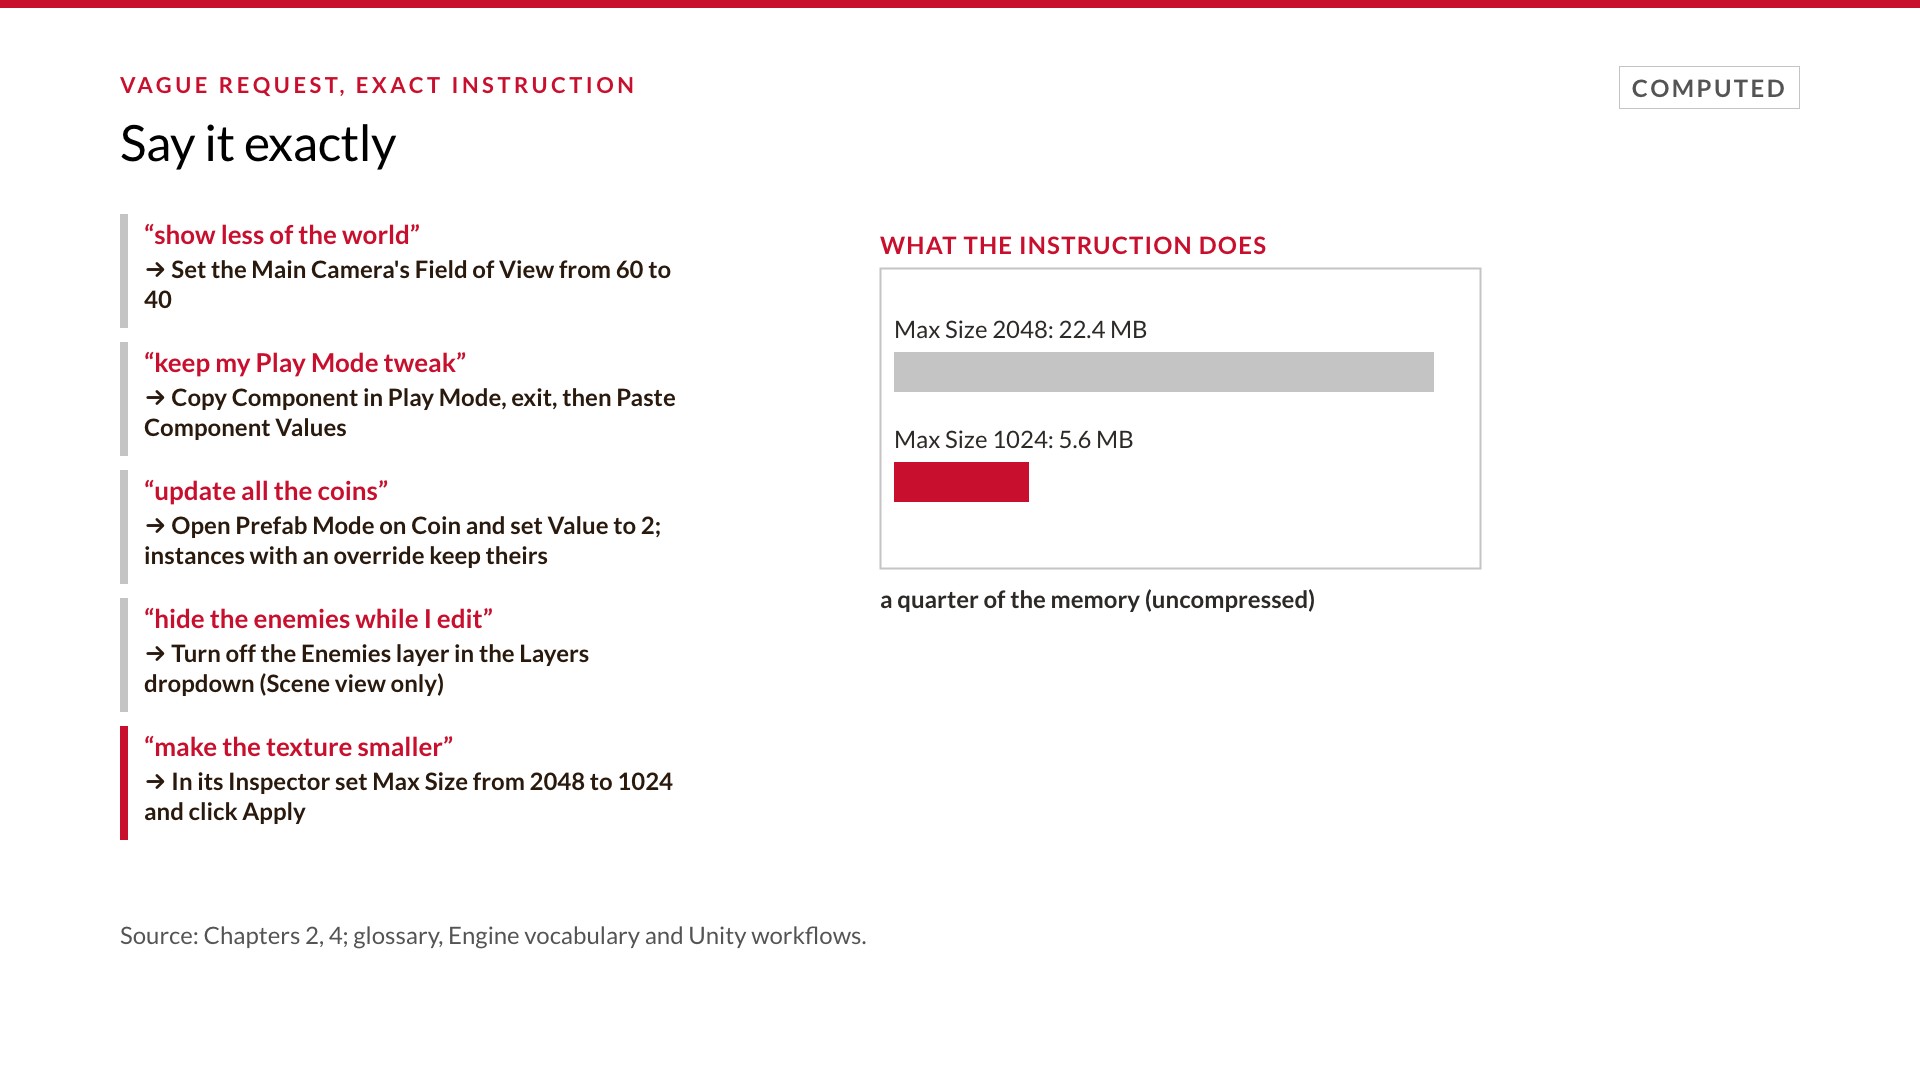 VAGUE REQUEST, EXACT INSTRUCTION
COMPUTED
Say it exactly
“show less of the world”
→ Set the Main Camera's Field of View from 60 to
40
“keep my Play Mode tweak”
→ Copy Component in Play Mode, exit, then Paste
Component Values
“update all the coins”
→ Open Prefab Mode on Coin and set Value to 2;
instances with an override keep theirs
“hide the enemies while I edit”
→ Turn off the Enemies layer in the Layers
dropdown (Scene view only)
“make the texture smaller”
→ In its Inspector set Max Size from 2048 to 1024
and click Apply
WHAT THE INSTRUCTION DOES
Max Size 2048: 22.4 MB
Max Size 1024: 5.6 MB
a quarter of the memory (uncompressed)
Source: Chapters 2, 4; glossary, Engine vocabulary and Unity workflows.